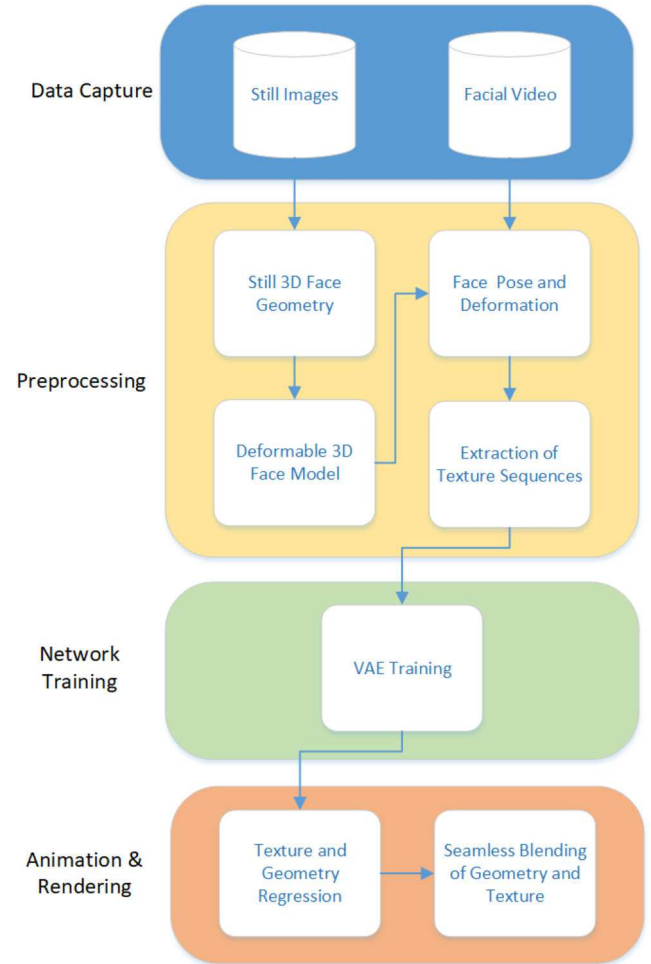 Data Capture
Still Images
Facial Video
Preprocessing
Still 3D Face
Geometry
Face Pose and
Deformation
Deformable 3D
Face Model
Extraction of
Texture Sequences
Network
Training
VAE Training
Animation &
Rendering
Texture and
Geometry
Regression
Seamless Blending
of Geometry and
Texture